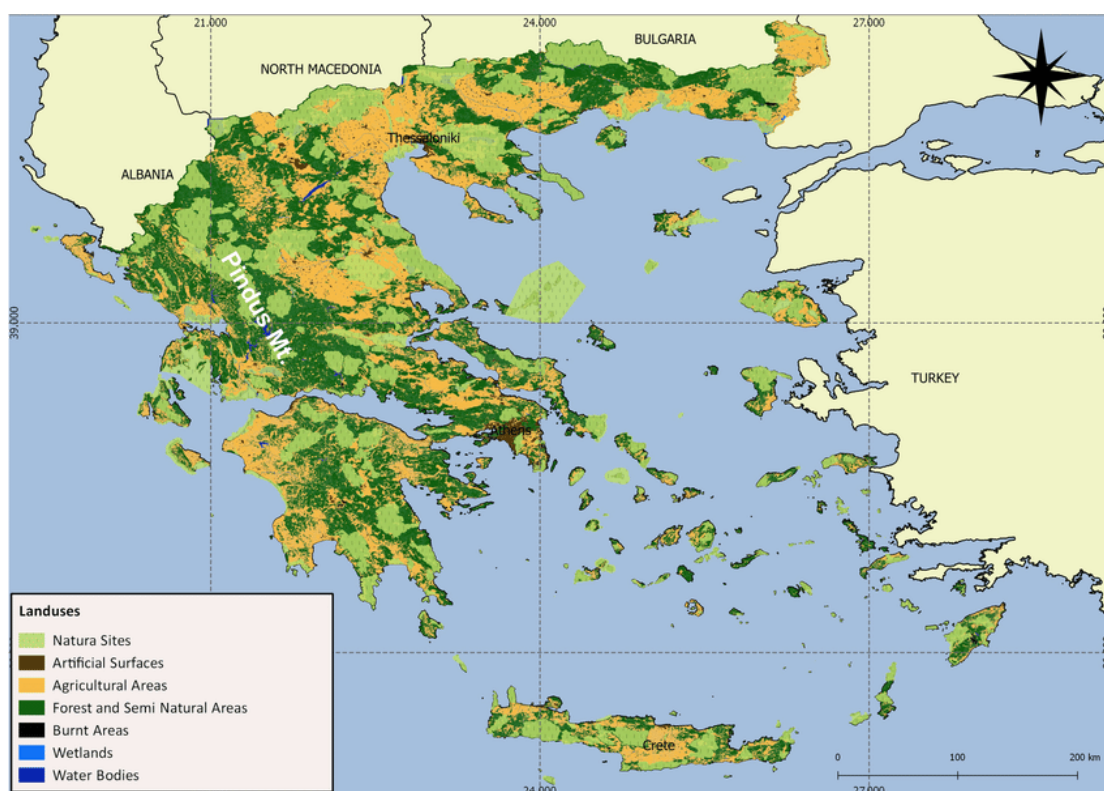 21.000
24.000
27.000
BULGARIA
NORTH MACEDONIA
Thessaloniki
ALBANIA
Pindus Mt.
39.000
TURKEY
Athens
Landuses
Natura Sites
Artificial Surfaces
Agricultural Areas
Forest and Semi Natural Areas
Burnt Areas
Wetlands
Water Bodies
Crete
0
100
200 km
24.000
27.000